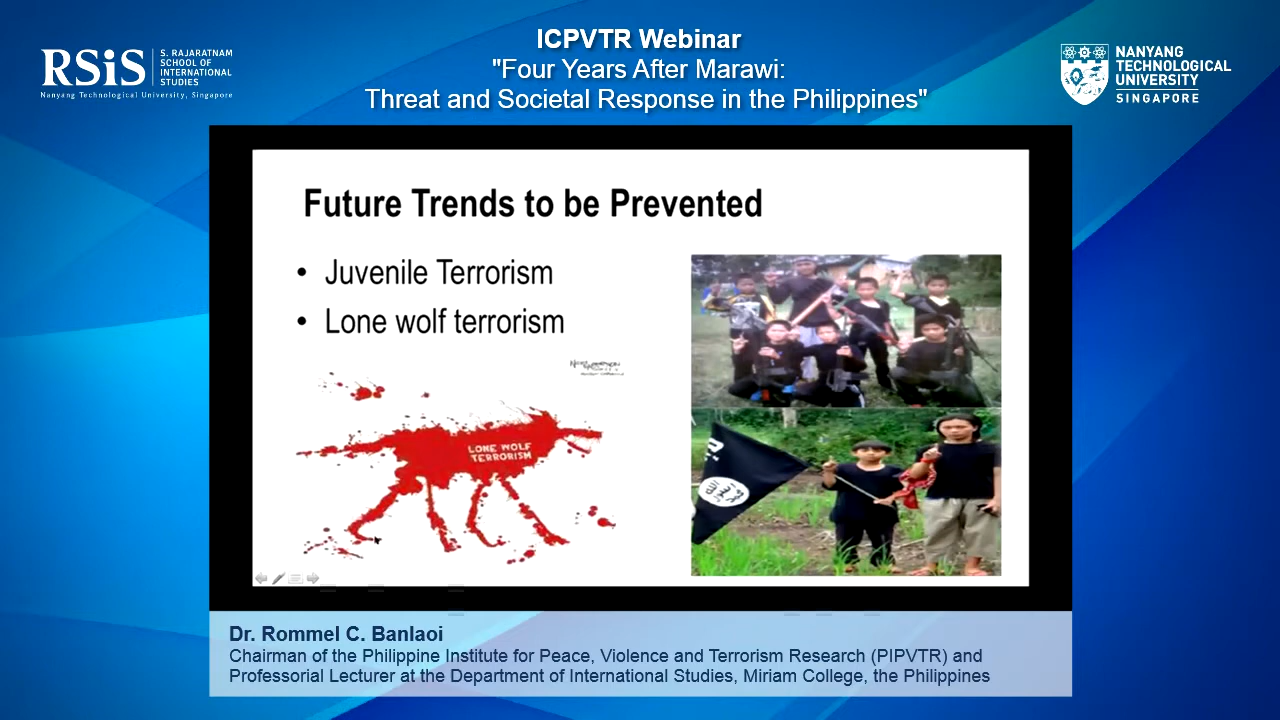 RSiS
S. RAJARATNAM
SCHOOL OF
INTERNATIONAL
STUDIES
Nanyang Technological University, Singapore
ICPVTR Webinar
"Four Years After Marawi:
Threat and Societal Response in the Philippines"
NANYANG
TECHNOLOGICAL
UNIVERSITY
SINGAPORE
Future Trends to be Prevented
• Juvenile Terrorism
• Lone wolf terrorism
LONE WOLF
TERRORISM
الله
رسول
محمد
Dr. Rommel C. Banlaoi
Chairman of the Philippine Institute for Peace, Violence and Terrorism Research (PIPVTR) and
Professorial Lecturer at the Department of International Studies, Miriam College, the Philippines